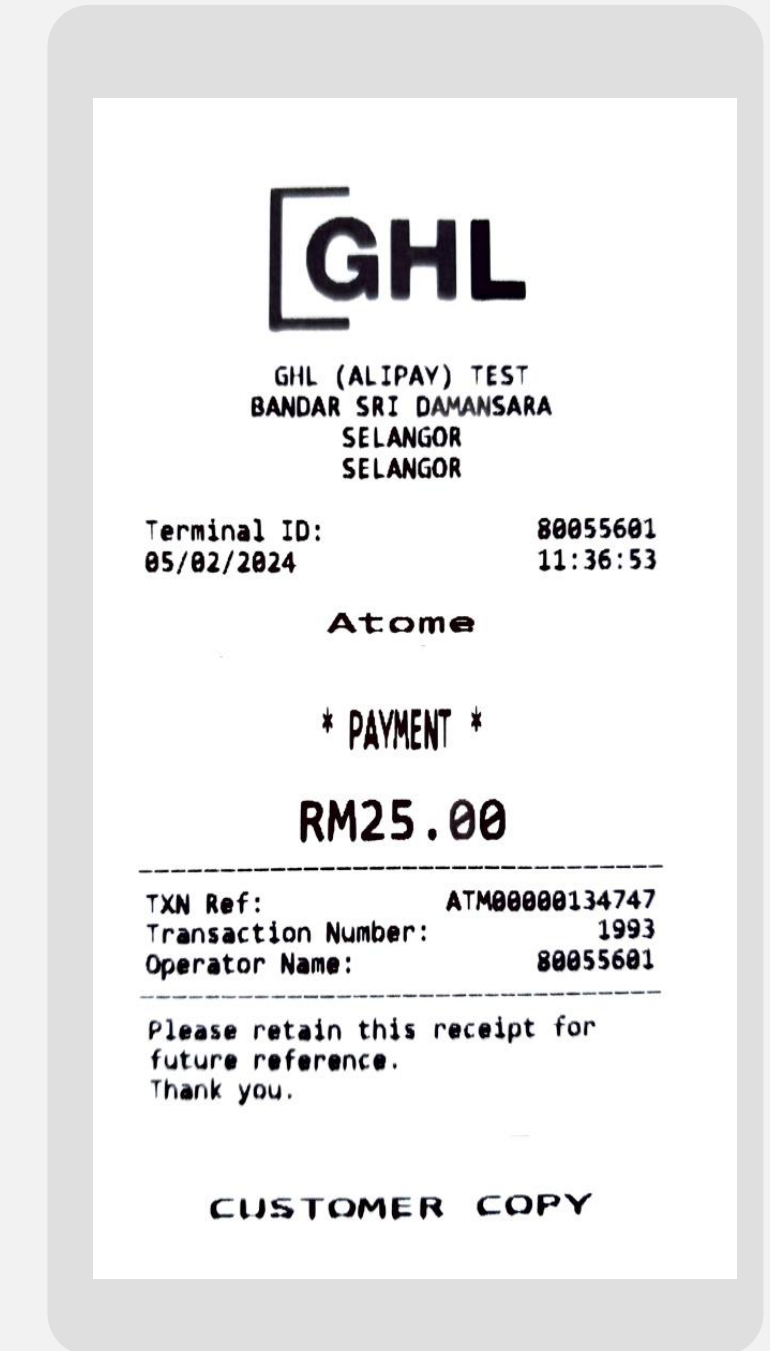 GHL
GHL (ALIPAY) TEST
BANDAR SRI DAMANSARA
SELANGOR
SELANGOR
Terminal ID: 80055601
05/02/2024 11:36:53
Atome
* PAYMENT *
RM25.00
TXN Ref: ATM00000134747
Transaction Number: 1993
Operator Name: 80055601
Please retain this receipt for
future reference.
Thank you.
CUSTOMER COPY